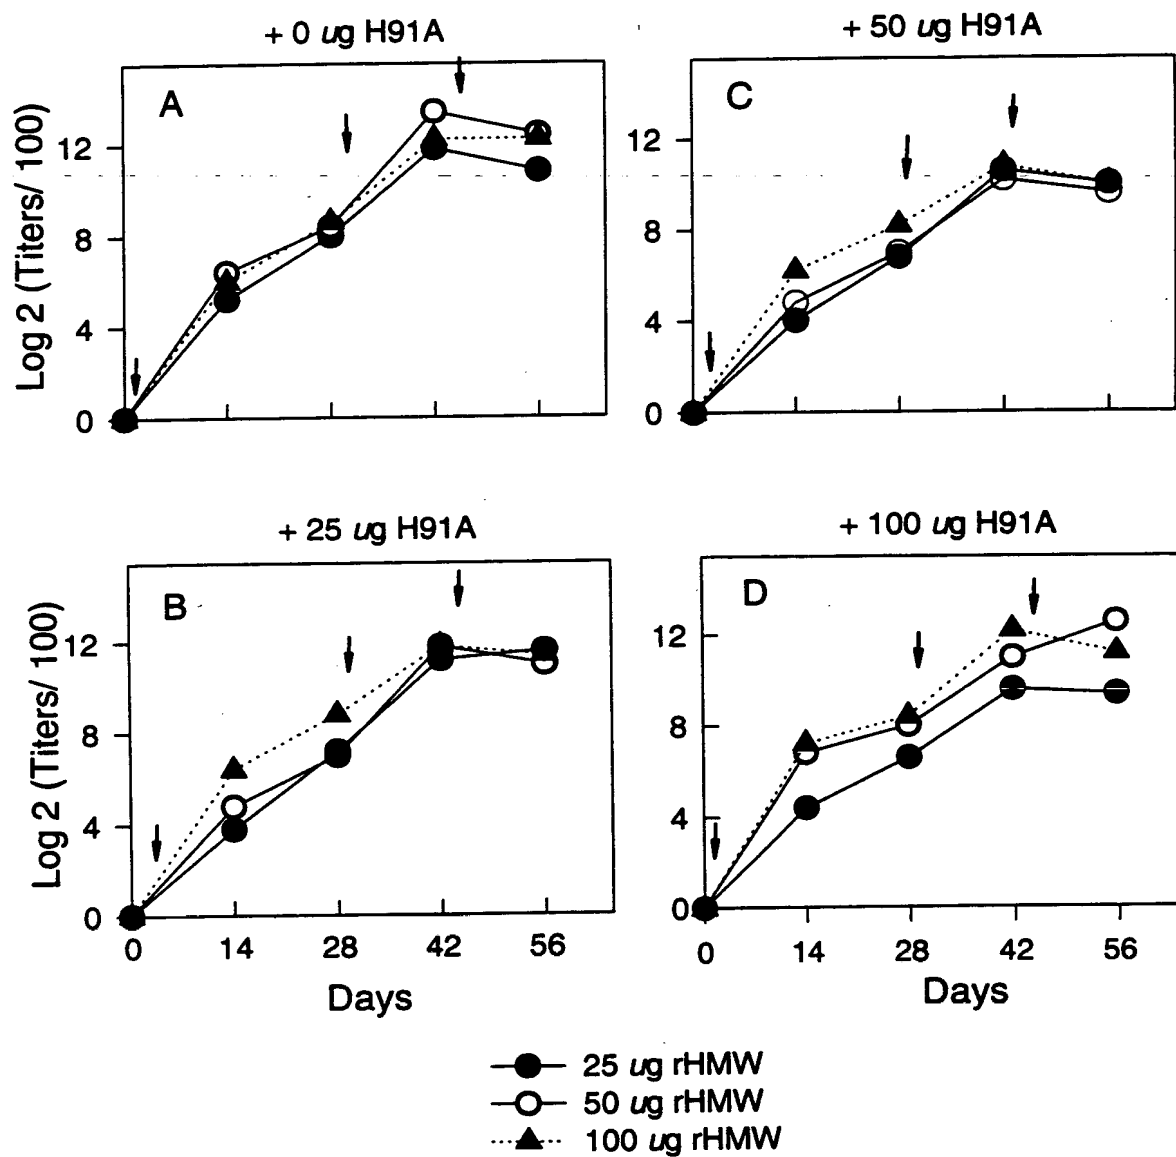 + 0 ug H91A
A
Log 2 (Titers/ 100)
12
8
4
0
+ 50 ug H91A
C
12
8
4
0
+ 25 ug H91A
B
Log 2 (Titers/ 100)
12
8
4
0
0 14 28 42 56
Days
+ 100 ug H91A
D
12
8
4
0
0 14 28 42 56
Days
25 ug rHMW
50 ug rHMW
100 ug rHMW